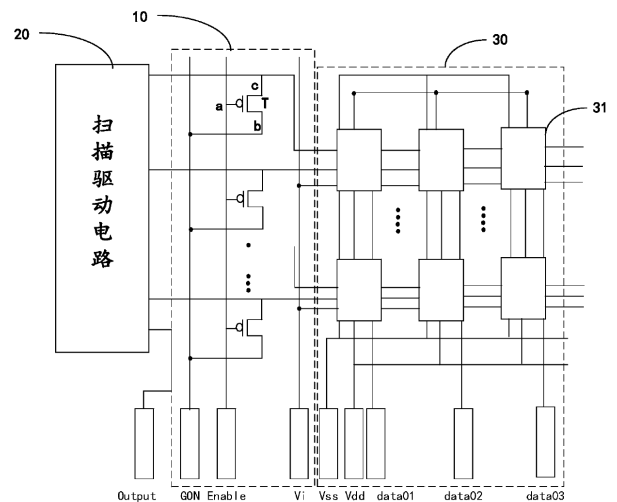 20
10
30
31
扫描驱动电路
a
c
T
b
Output GON Enable Vi Vss Vdd data01 data02 data03